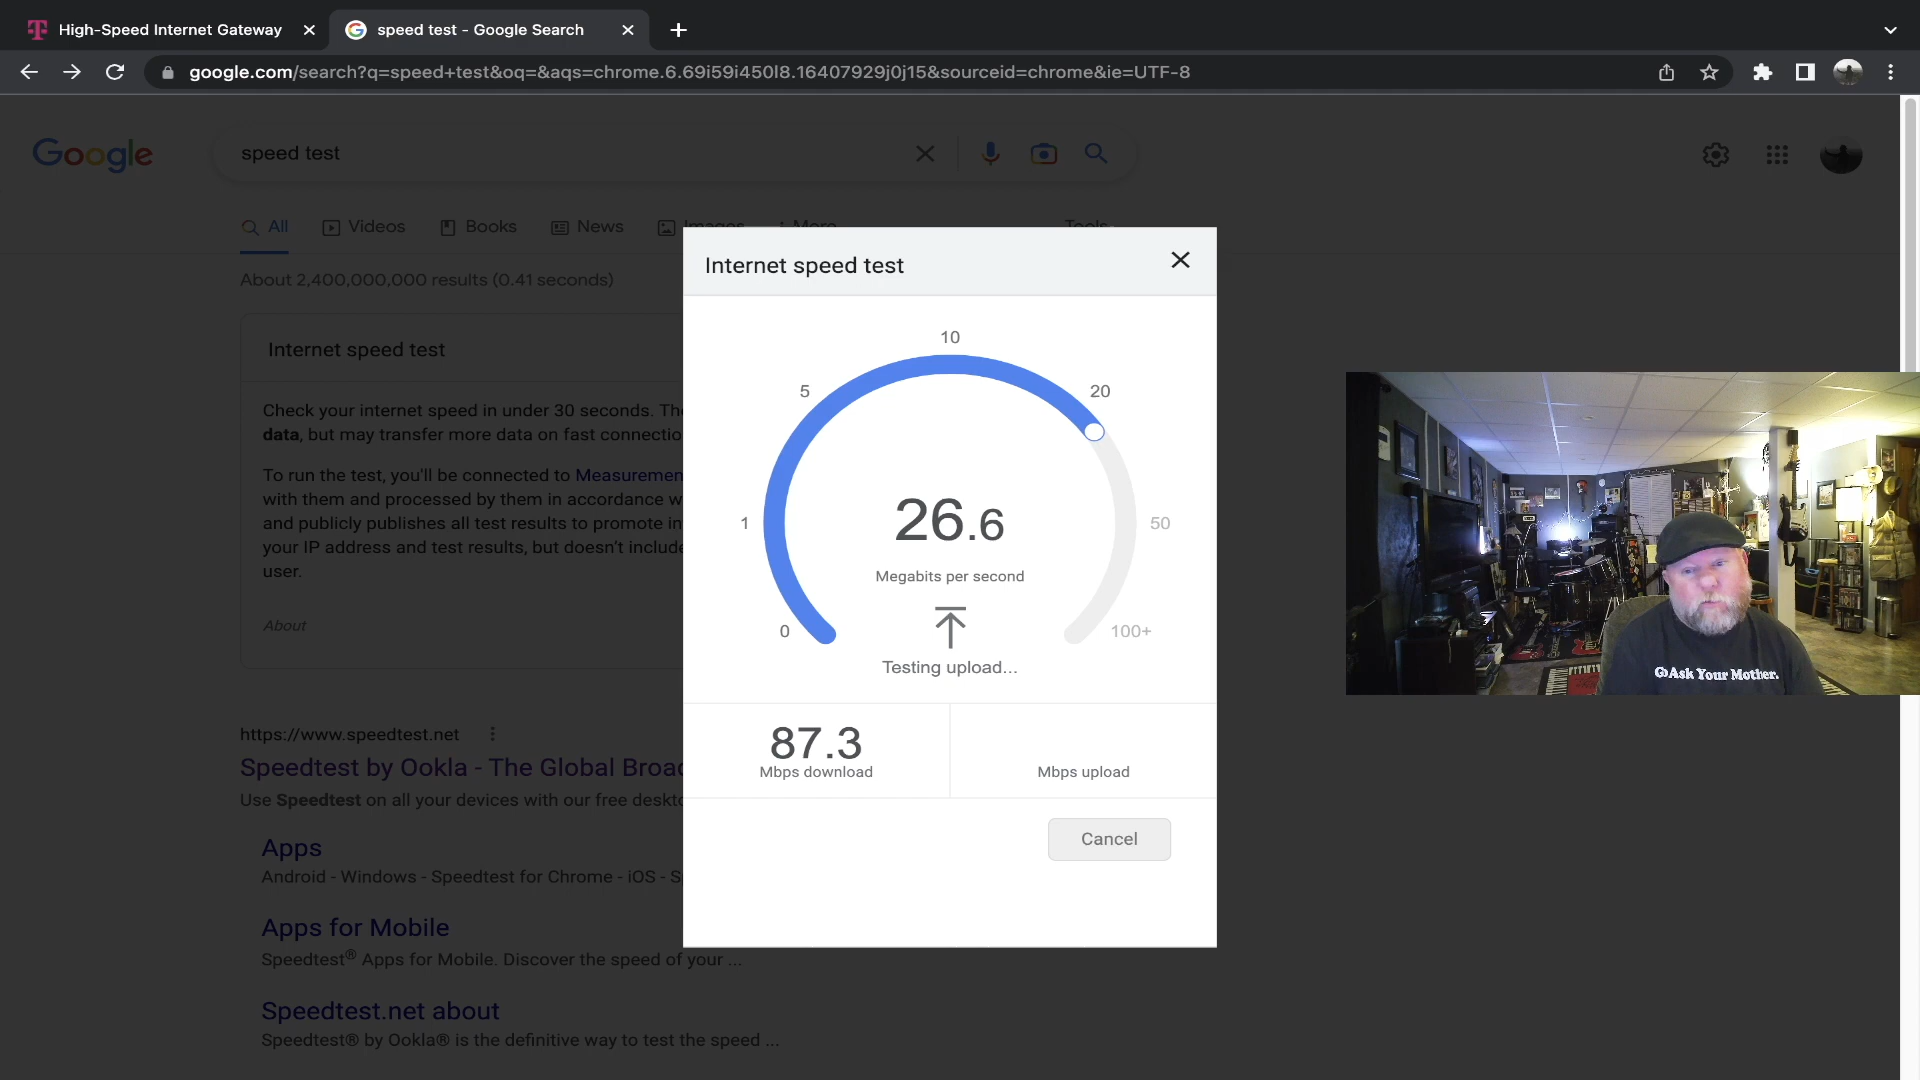 High-Speed Internet Gateway
speed test - Google Search
google.com/search?q=speed+test&oq=&aqs=chrome.6.69i59i450l8.16407929j0j15&sourceid=chrome&ie=UTF-8
Google
speed test
All
Videos
Books
News
Images
More
Tools
About 2,400,000,000 results (0.41 seconds)
Internet speed test
Check your internet speed in under 30 seconds. The
data, but may transfer more data on fast connectio
To run the test, you'll be connected to Measuremen
with them and processed by them in accordance w
and publicly publishes all test results to promote in
your IP address and test results, but doesn't include
user.
About
https://www.speedtest.net
Speedtest by Ookla - The Global Broad
Use Speedtest on all your devices with our free deskto
Apps
Android - Windows - Speedtest for Chrome - iOS - S
Apps for Mobile
Speedtest® Apps for Mobile. Discover the speed of your ...
Speedtest.net about
Speedtest® by Ookla® is the definitive way to test the speed ...
Internet speed test
0
1
5
10
20
50
100+
26.6
Megabits per second
Testing upload...
87.3
Mbps download
Mbps upload
Cancel
Ask Your Mother.